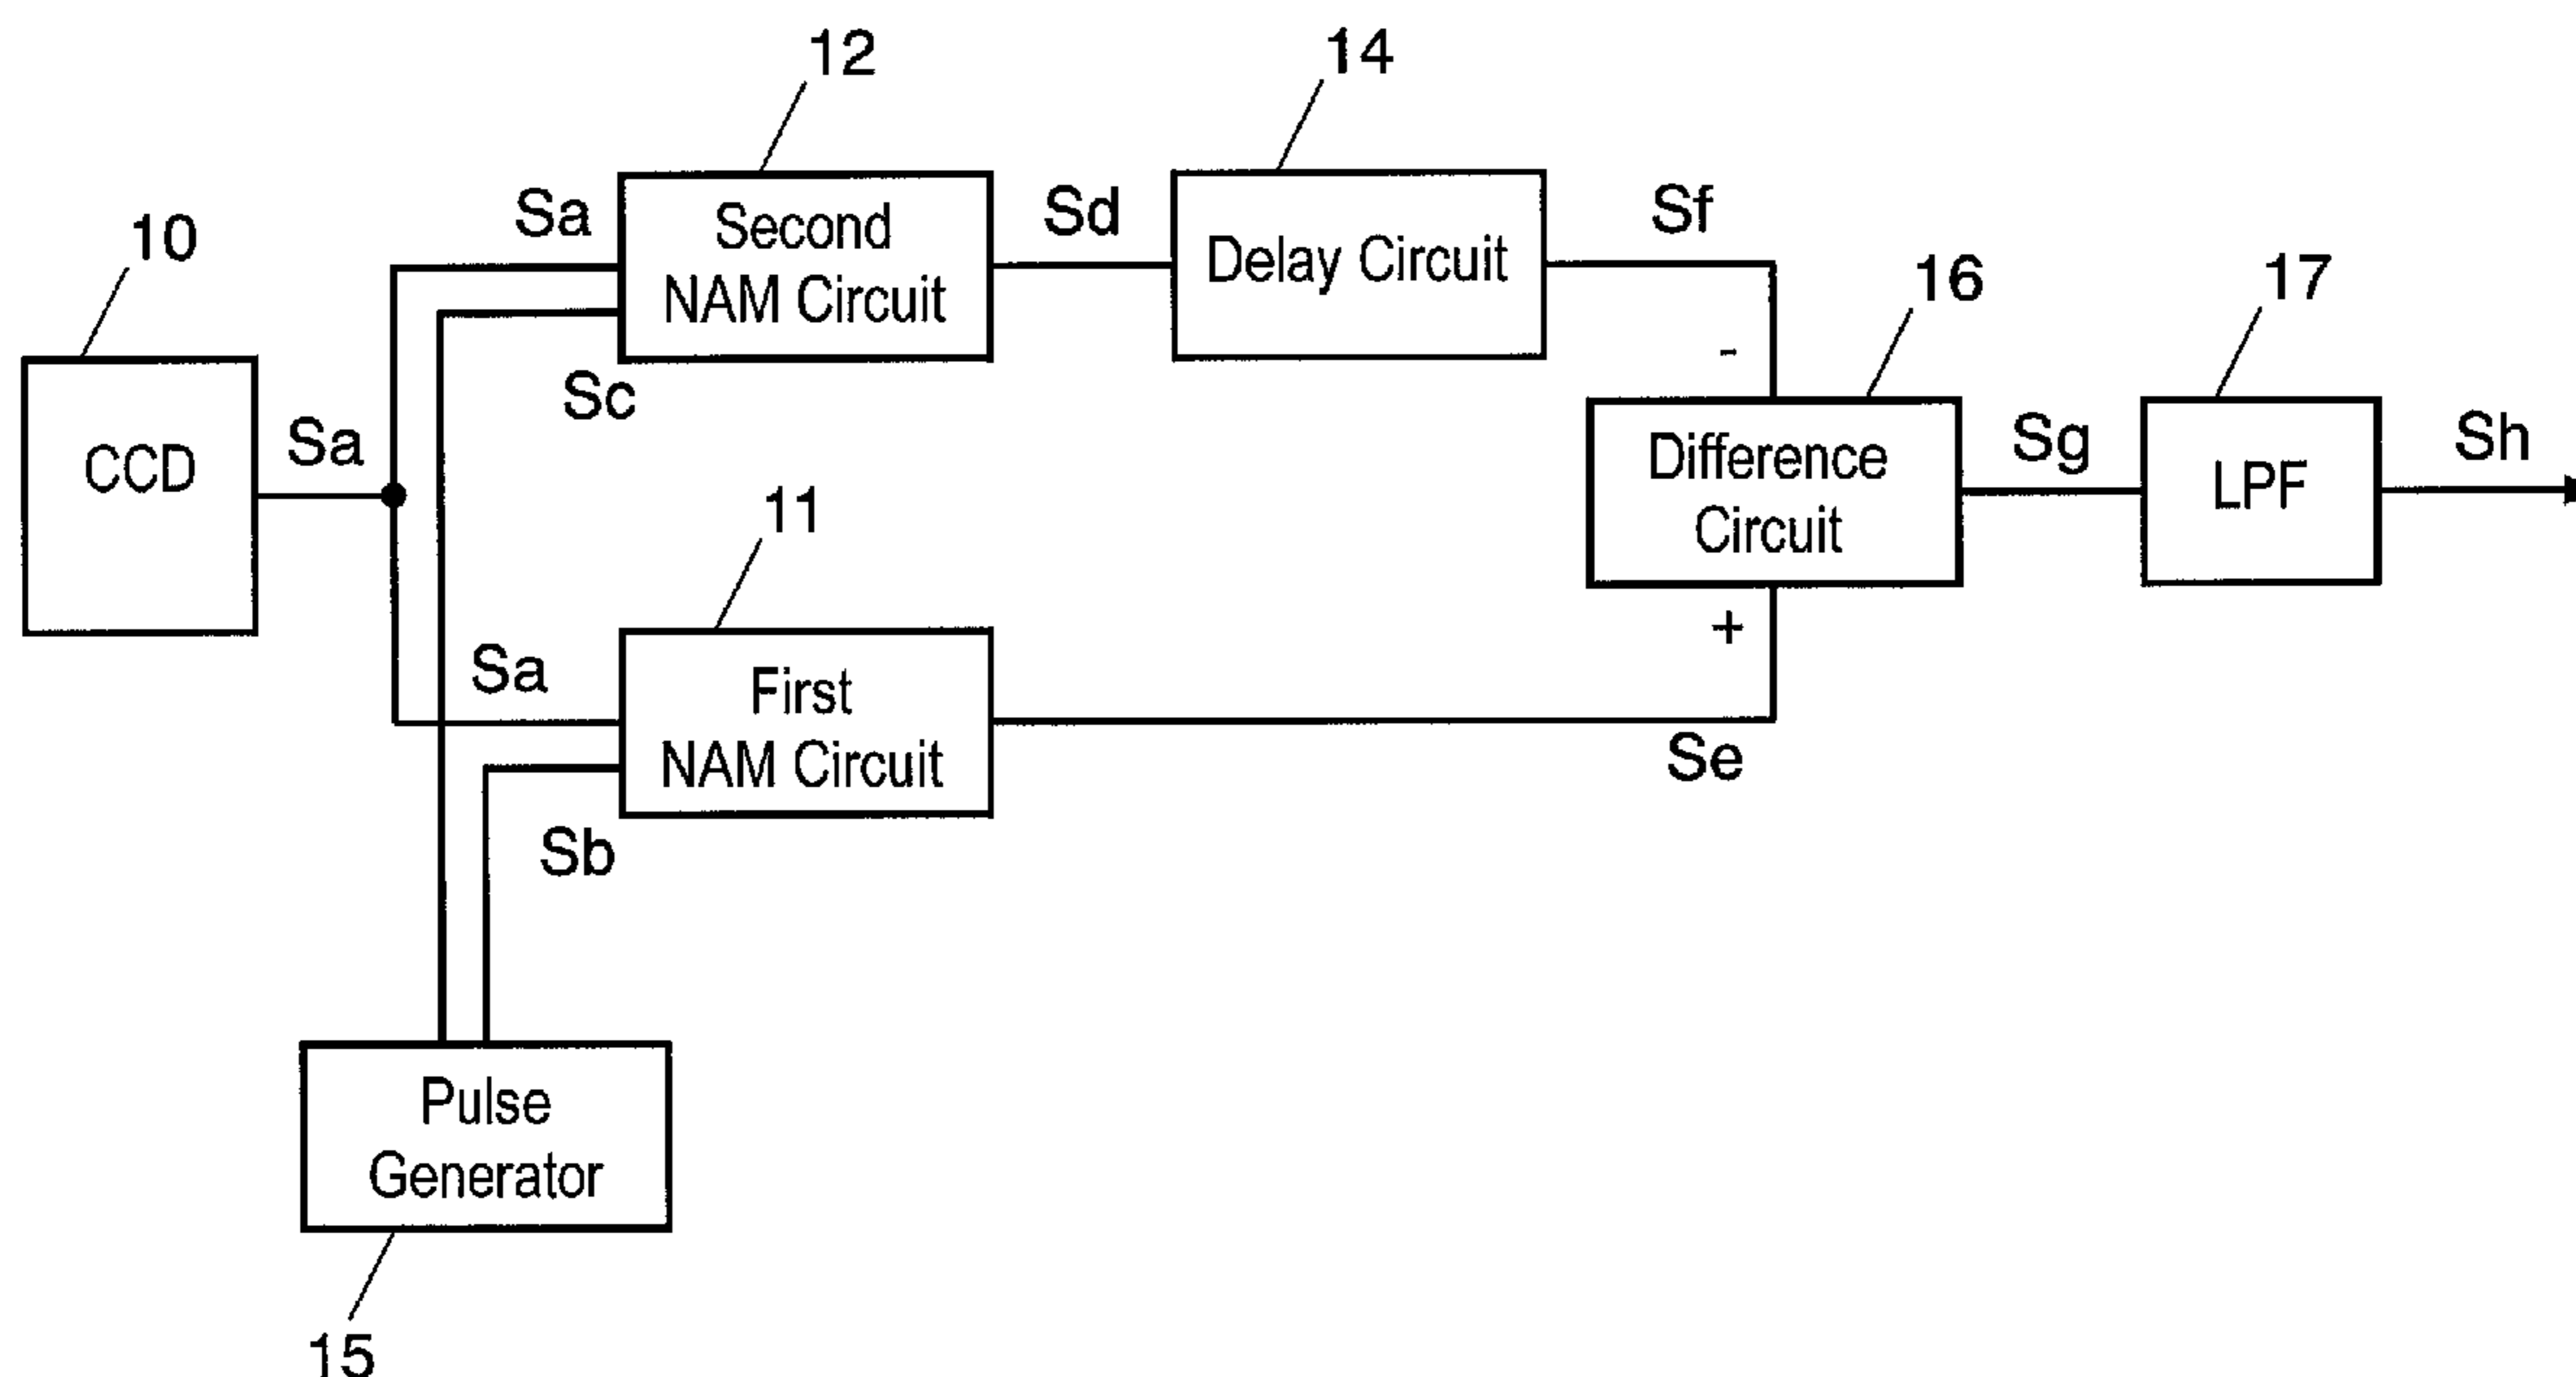 12
14
10
Sa
Second
NAM Circuit
Sd
Delay Circuit
Sf
16
17
Sc
-
CCD
Sa
11
Difference
Circuit
Sg
LPF
Sh
+
Sa
First
NAM Circuit
Se
Sb
Pulse
Generator
15